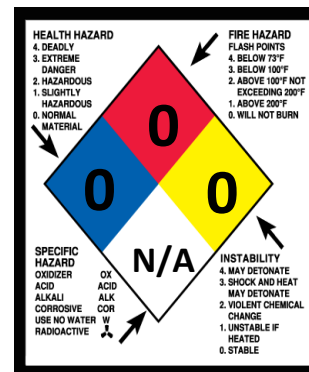 HEALTH HAZARD
4. DEADLY
3. EXTREME
DANGER
2. HAZARDOUS
1. SLIGHTLY
HAZARDOUS
0. NORMAL
MATERIAL
FIRE HAZARD
FLASH POINTS
4. BELOW 73°F
3. BELOW 100°F
2. ABOVE 100°F NOT
EXCEEDING 200°F
1. ABOVE 200°F
0. WILL NOT BURN
0
0
0
N/A
SPECIFIC
HAZARD
OXIDIZER OX
ACID ACID
ALKALI ALK
CORROSIVE COR
USE NO WATER W
RADIOACTIVE
INSTABILITY
4. MAY DETONATE
3. SHOCK AND HEAT
MAY DETONATE
2. VIOLENT CHEMICAL
CHANGE
1. UNSTABLE IF
HEATED
0. STABLE